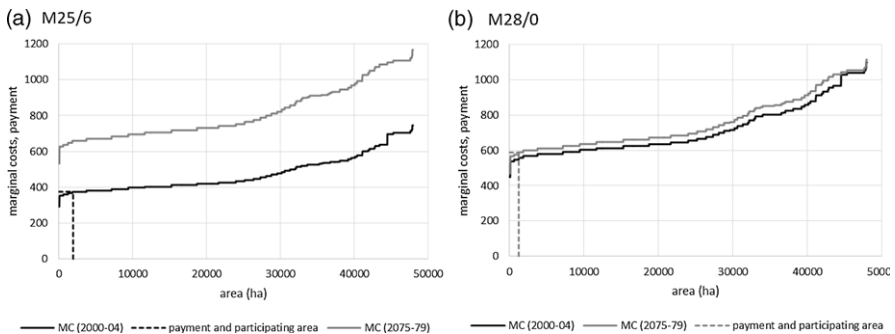 (a) M25/6
1200
1000
800
600
400
200
0
marginal costs, payment
0 10000 20000 30000 40000 50000
area (ha)
MC (2000-04) payment and participating area MC (2075-79)
(b) M28/0
1200
1000
800
600
400
200
0
marginal costs, payment
0 10000 20000 30000 40000 50000
area (ha)
MC (2000-04) MC (2075-79) payment and participating area